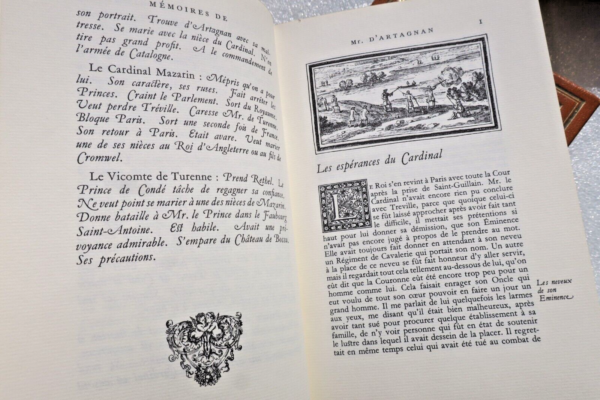 MÉMOIRES DE
son portrait. Trouve d'Artagnan avec sa maî-
tresse. Se marie avec la nièce du Cardinal. N'en
tire pas grand profit. A le commandement de
l'armée de Catalogne.
Le Cardinal Mazarin : Mépris qu'on a pour
lui. Son caractère, ses ruses. Fait arrêter les
Princes. Craint le Parlement. Sort du Royaume.
Veut perdre Tréville. Caresse Mr. de Turenne.
Bloque Paris. Sort une seconde fois de France.
Son retour à Paris. Etait avare. Veut marier
une de ses nièces au Roi d'Angleterre ou au fils de
Cromwel.
Le Vicomte de Turenne : Prend Retbel. Le
Prince de Condé tâche de regagner sa confiance.
Ne veut point se marier à une des nièces de Mazarin.
Donne bataille à Mr. le Prince dans le Faubourg
Saint-Antoine. Est habile. Avait une pré-
voyance admirable. S'empare du Château de
Ses précautions.
Mr. D'ARTAGNAN
1
Les espérances du Cardinal
LE Roi s'en revint à Paris avec toute la Cour
après la prise de Saint-Guillain. Mr. le
Cardinal n'avait encore rien pu conclure
avec Treville, parce que quoique celui-ci
se fût laissé approcher après avoir fait tant
le difficile, il mettait ses prétentions si
haut pour lui donner sa démission, que son Eminence
n'avait pas encore jugé à propos de le prendre au mot.
Elle avait toujours fort donner en attendant à son neveu
un Régiment de Cavalerie qui portait son nom. Un autre
à la place de ce neveu se fût fait honneur d'y aller servir,
mais il regardait tout cela tellement au-dessous de lui, qu'on
eût dit que la Couronne eût été encore trop peu pour un
homme comme lui. Cela faisait enrager son Oncle qui
eut voulu de tout son cœur pouvoir en faire un jour un
grand homme. Il me parlait de lui quelquefois les larmes
aux yeux, me disant qu'il était bien malheureux, après
avoir tant sué pour procurer quelque établissement à sa
famille, de n'y voir personne qui fût en état de soutenir
le lustre dans lequel il avait dessein de la placer. Il regret-
tait en même temps celui qui avait été tué au combat de
Les neveux
de son
Eminence